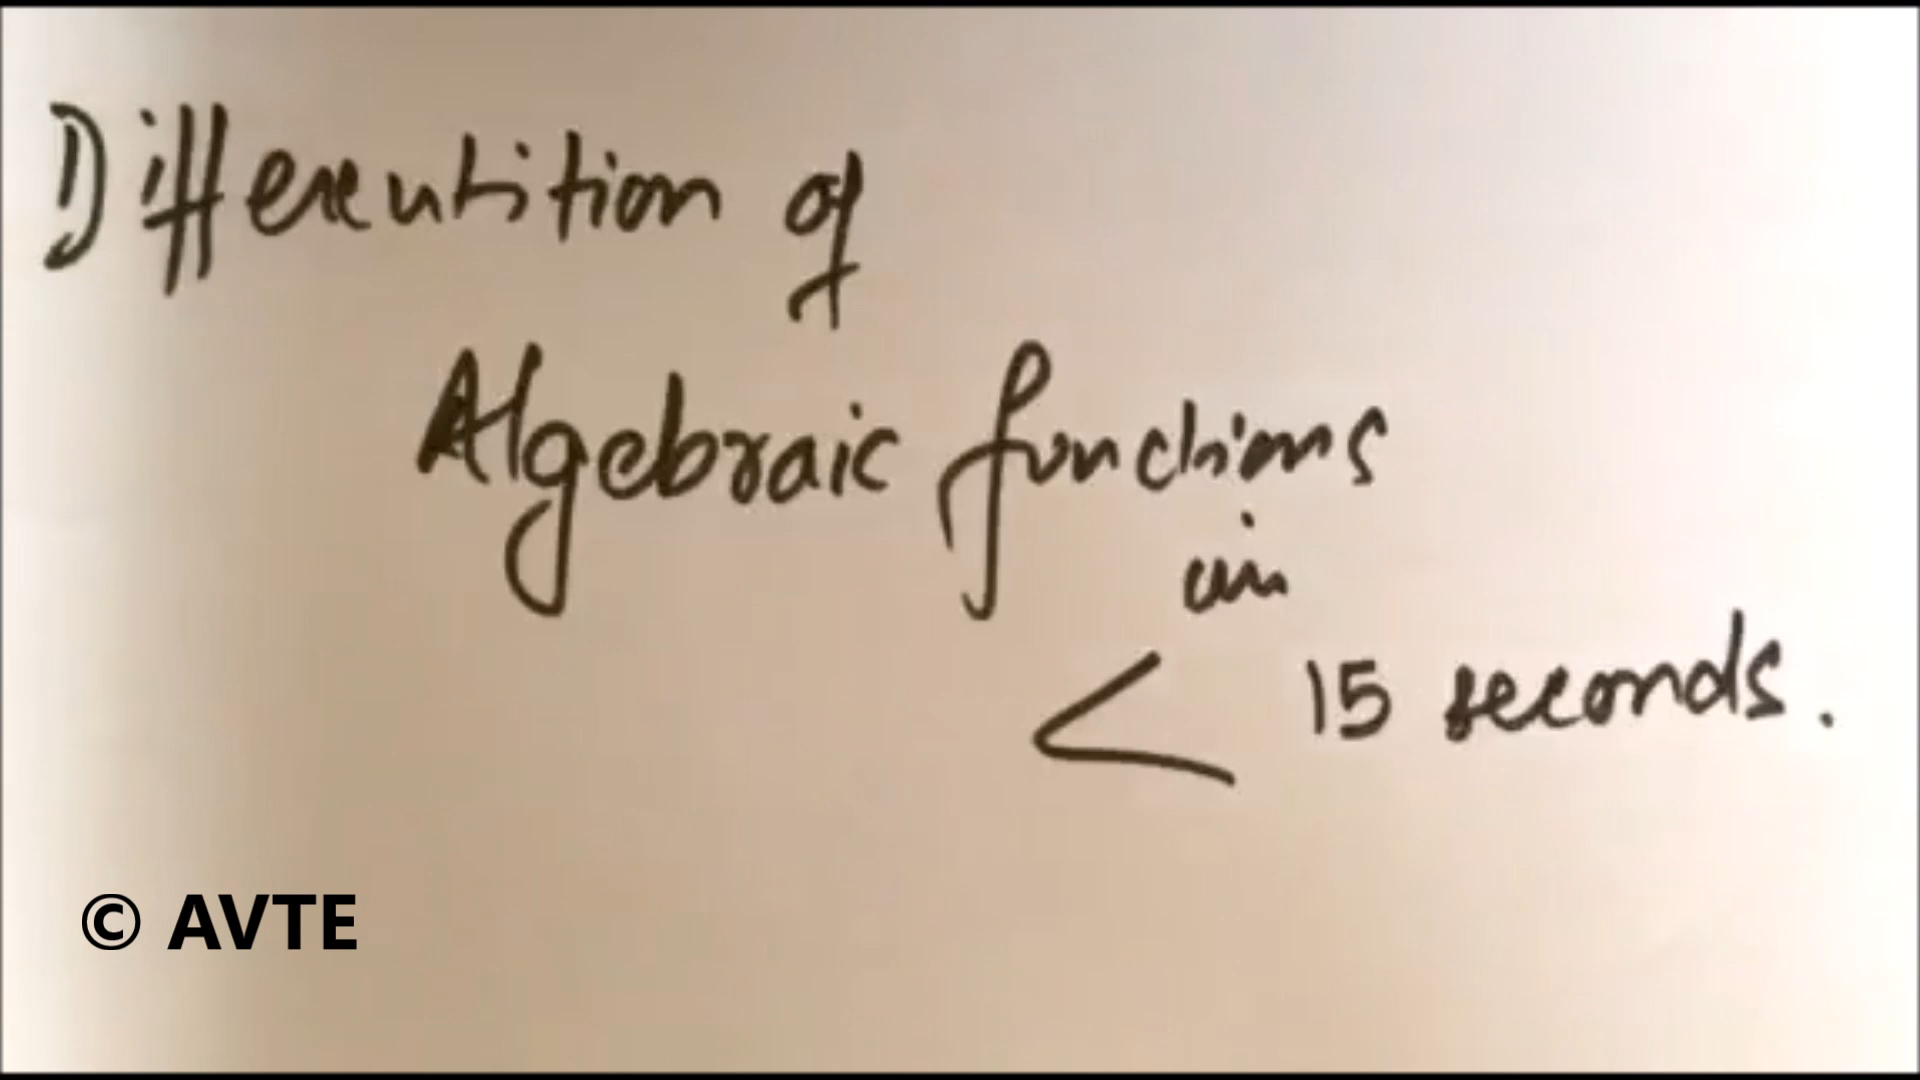 Differentition of
Algebraic functions
in
< 15 seconds.
© AVTE